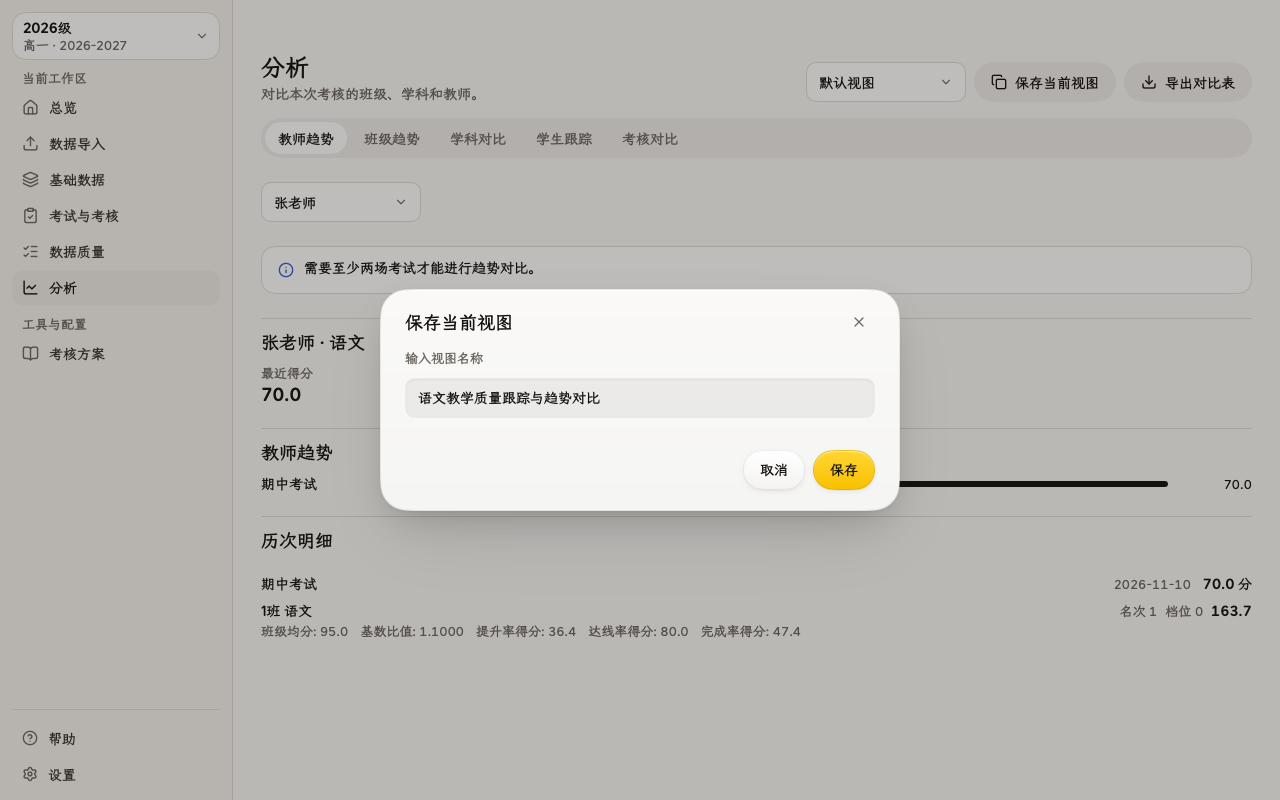 2026级
高一 · 2026-2027
当前工作区
总览
数据导入
基础数据
考试与考核
数据质量
分析
工具与配置
考核方案
帮助
设置
分析
对比本次考核的班级、学科和教师。
默认视图
保存当前视图
导出对比表
教师趋势
班级趋势
学科对比
学生跟踪
考核对比
张老师
需要至少两场考试才能进行趋势对比。
张老师 · 语文
最近得分
70.0
教师趋势
期中考试
70.0
历次明细
期中考试
2026-11-10 70.0 分
1班 语文
名次 1 档位 0 163.7
班级均分: 95.0 基数比值: 1.1000 提升率得分: 36.4 达线率得分: 80.0 完成率得分: 47.4
保存当前视图
输入视图名称
语文教学质量跟踪与趋势对比
取消
保存